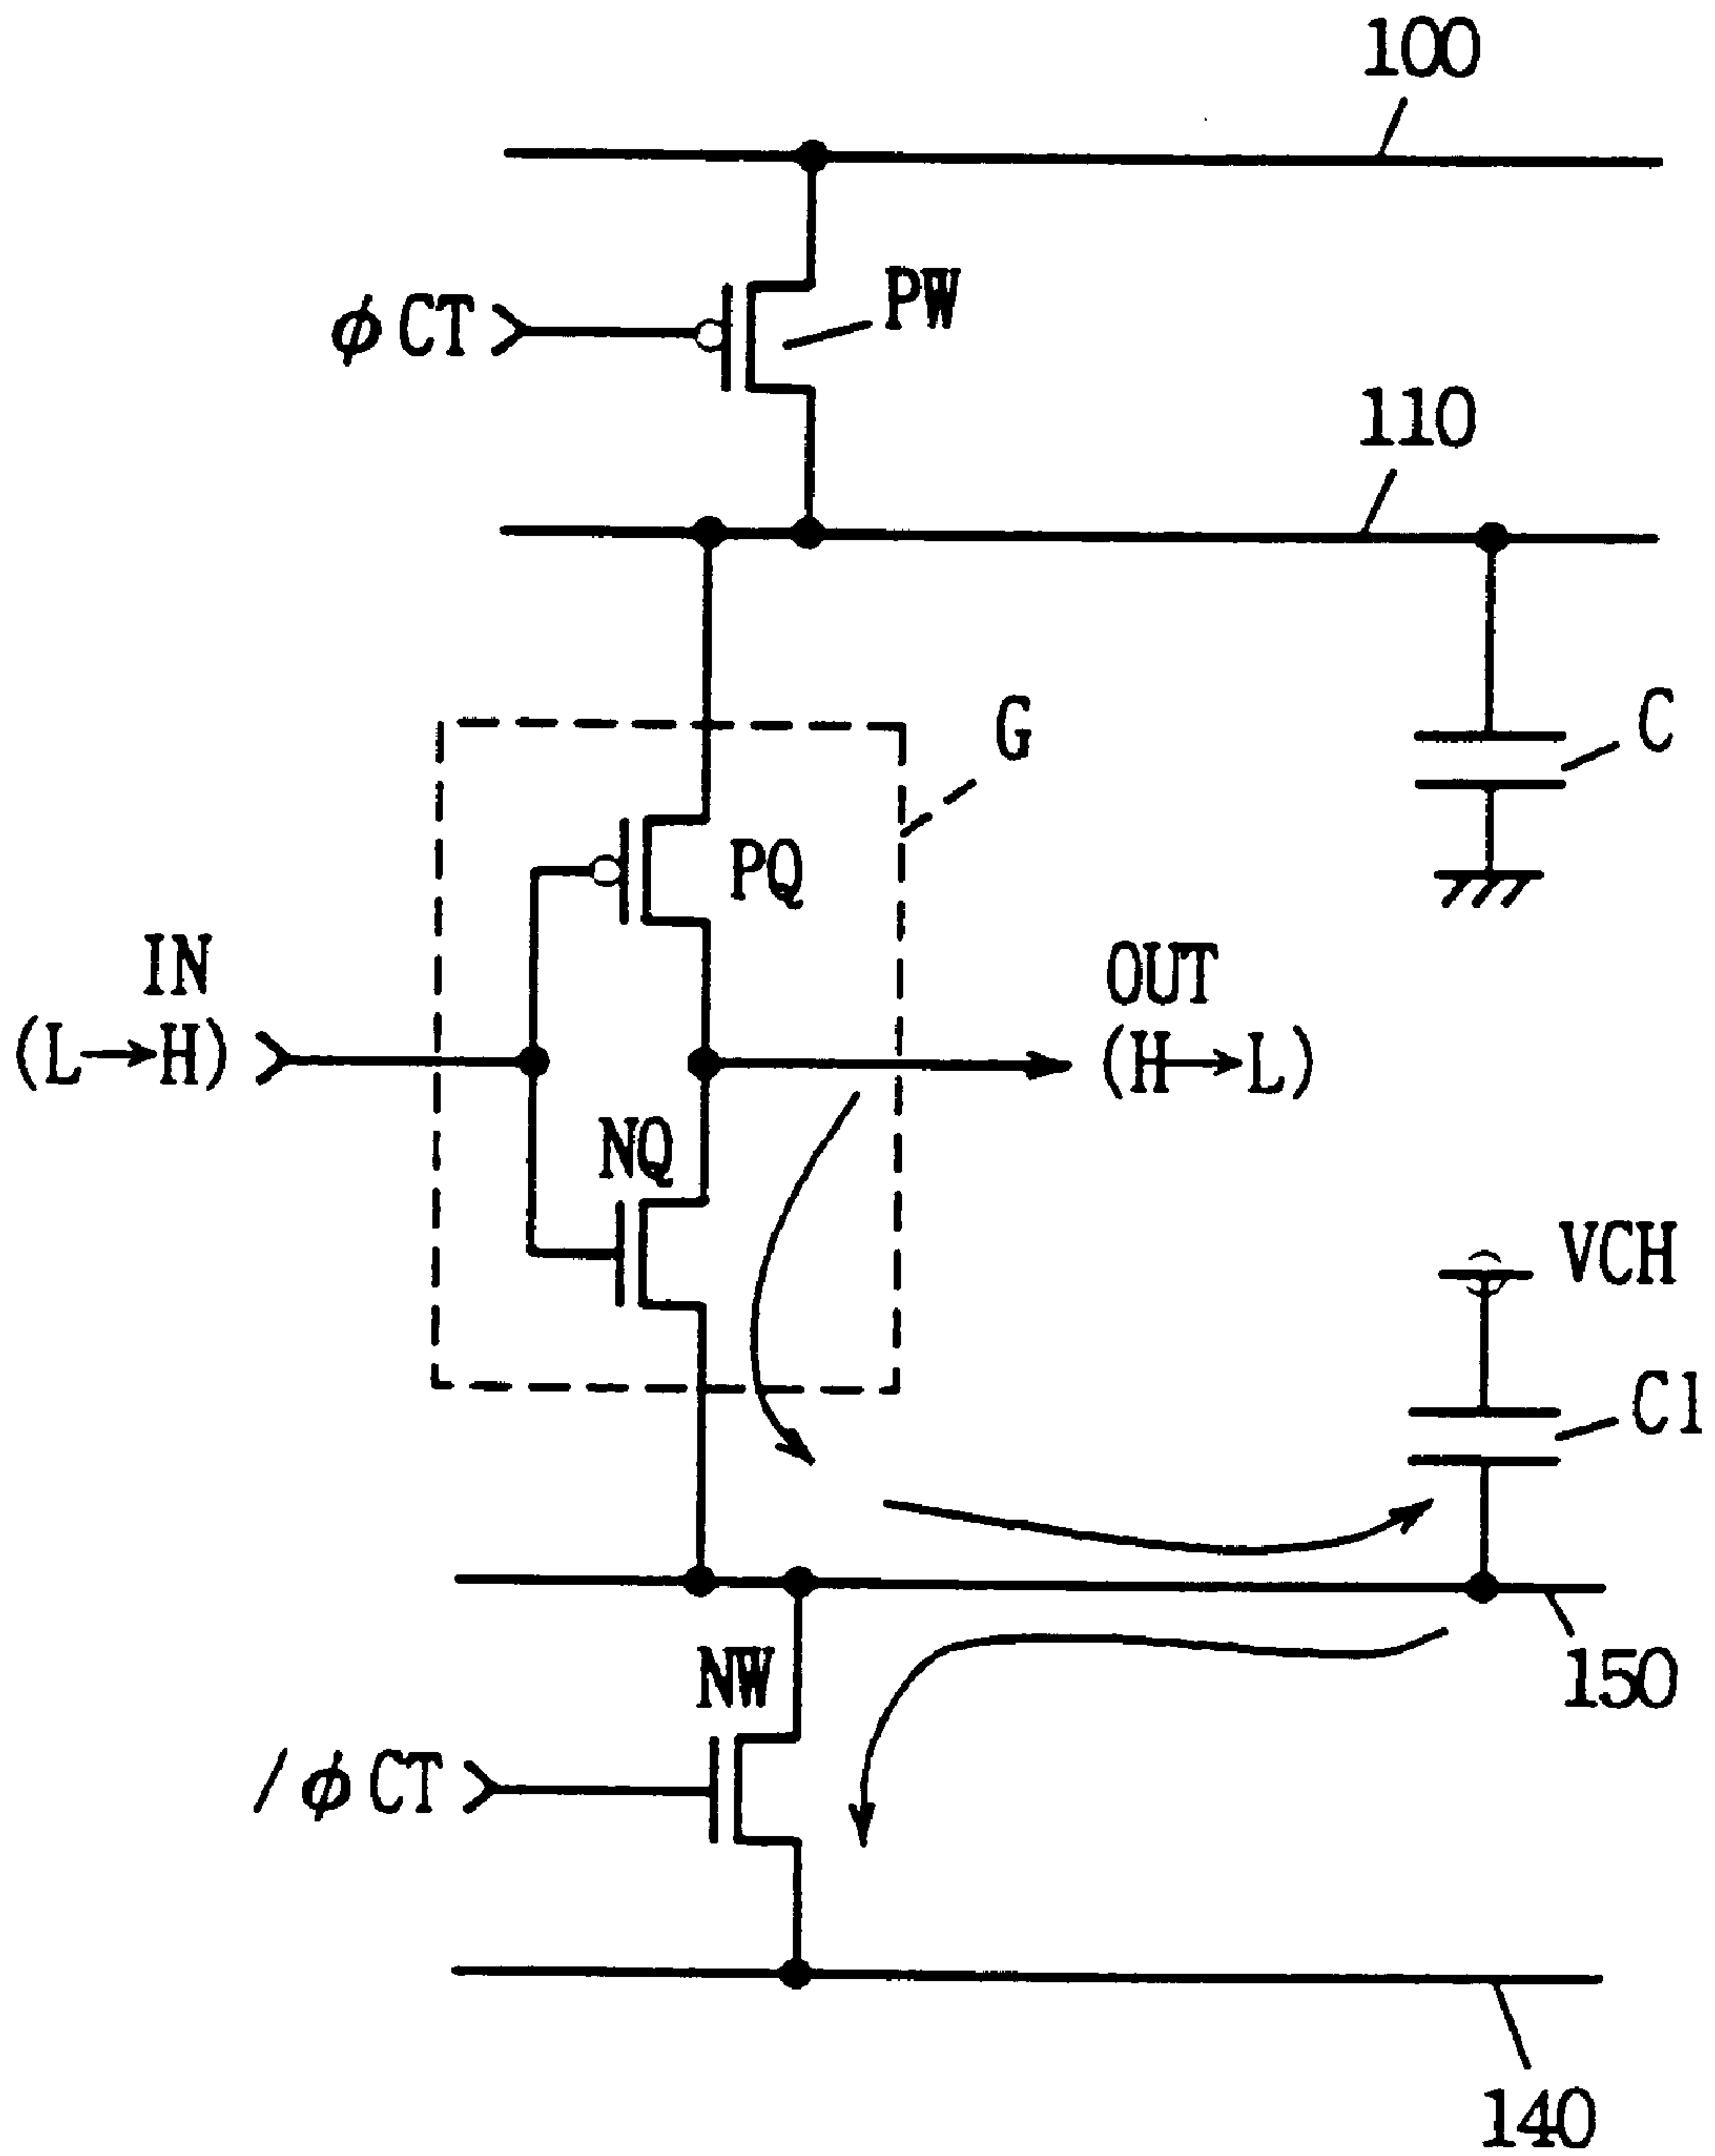 100
PW
φCT
110
G
C
PQ
IN
OUT
(L→H)
(H→L)
NQ
VCH
C1
150
NW
/φCT
140